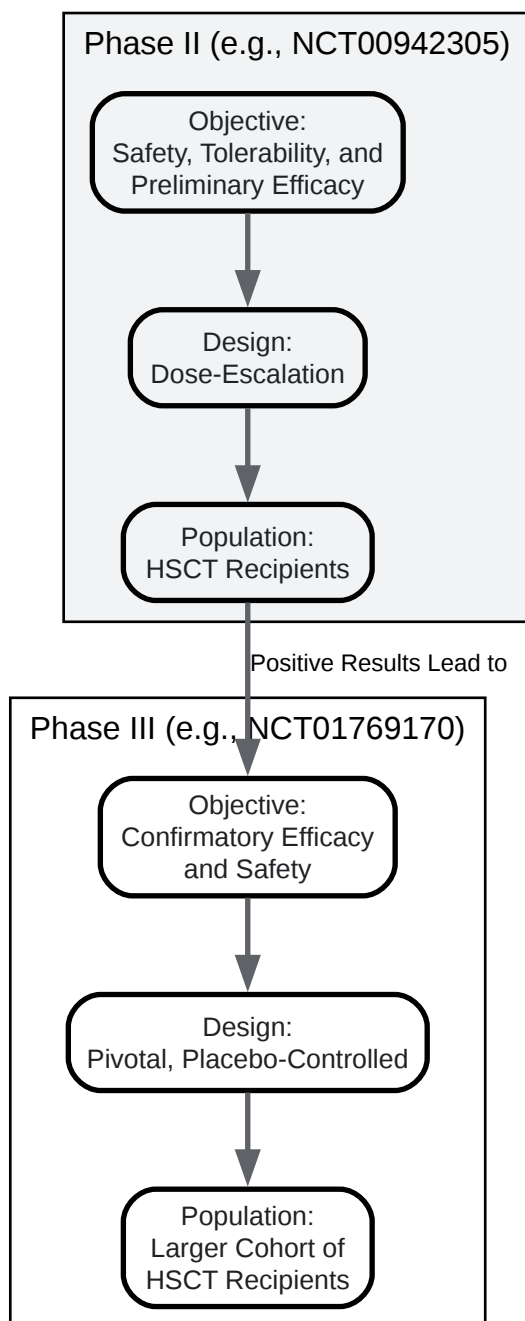 Phase II (e.g., NCT00942305)
Objective:
Safety, Tolerability, and
Preliminary Efficacy
Design:
Dose-Escalation
Population:
HSCT Recipients
Positive Results Lead to
Phase III (e.g., NCT01769170)
Objective:
Confirmatory Efficacy
and Safety
Design:
Pivotal, Placebo-Controlled
Population:
Larger Cohort of
HSCT Recipients